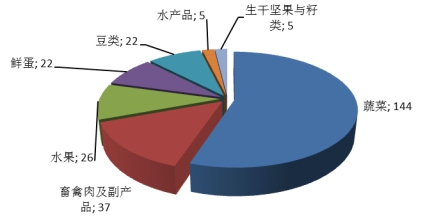 水产品; 5
生干坚果与籽
类; 5
豆类; 22
鲜蛋; 22
蔬菜; 144
水果; 26
畜禽肉及副产
品; 37